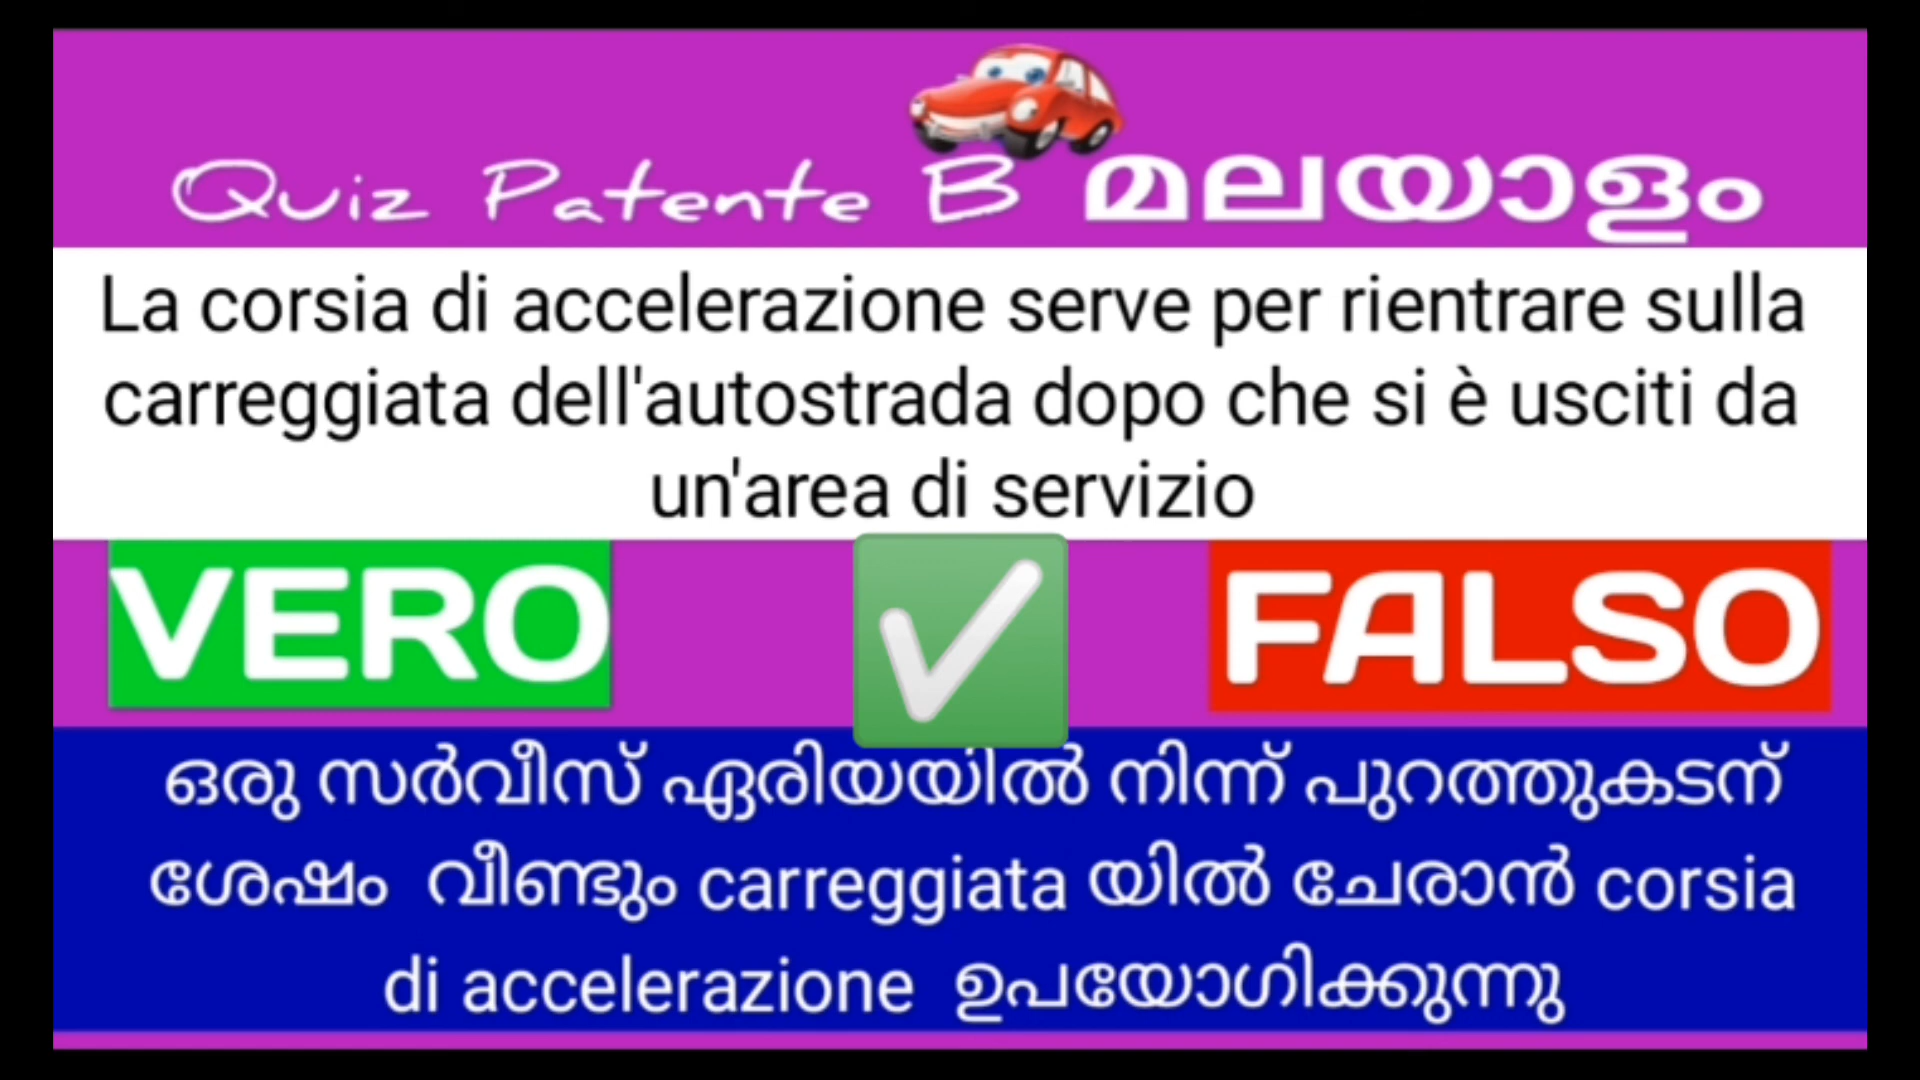 Quiz Patente B മലയാളം
La corsia di accelerazione serve per rientrare sulla
carreggiata dell'autostrada dopo che si è usciti da
un'area di servizio
VERO
FALSO
ഒരു സർവീസ് ഏരിയയിൽ നിന്ന് പുറത്തുകടന്
ശേഷം വീണ്ടും carreggiata യിൽ ചേരാൻ corsia
di accelerazione ഉപയോഗിക്കുന്നു